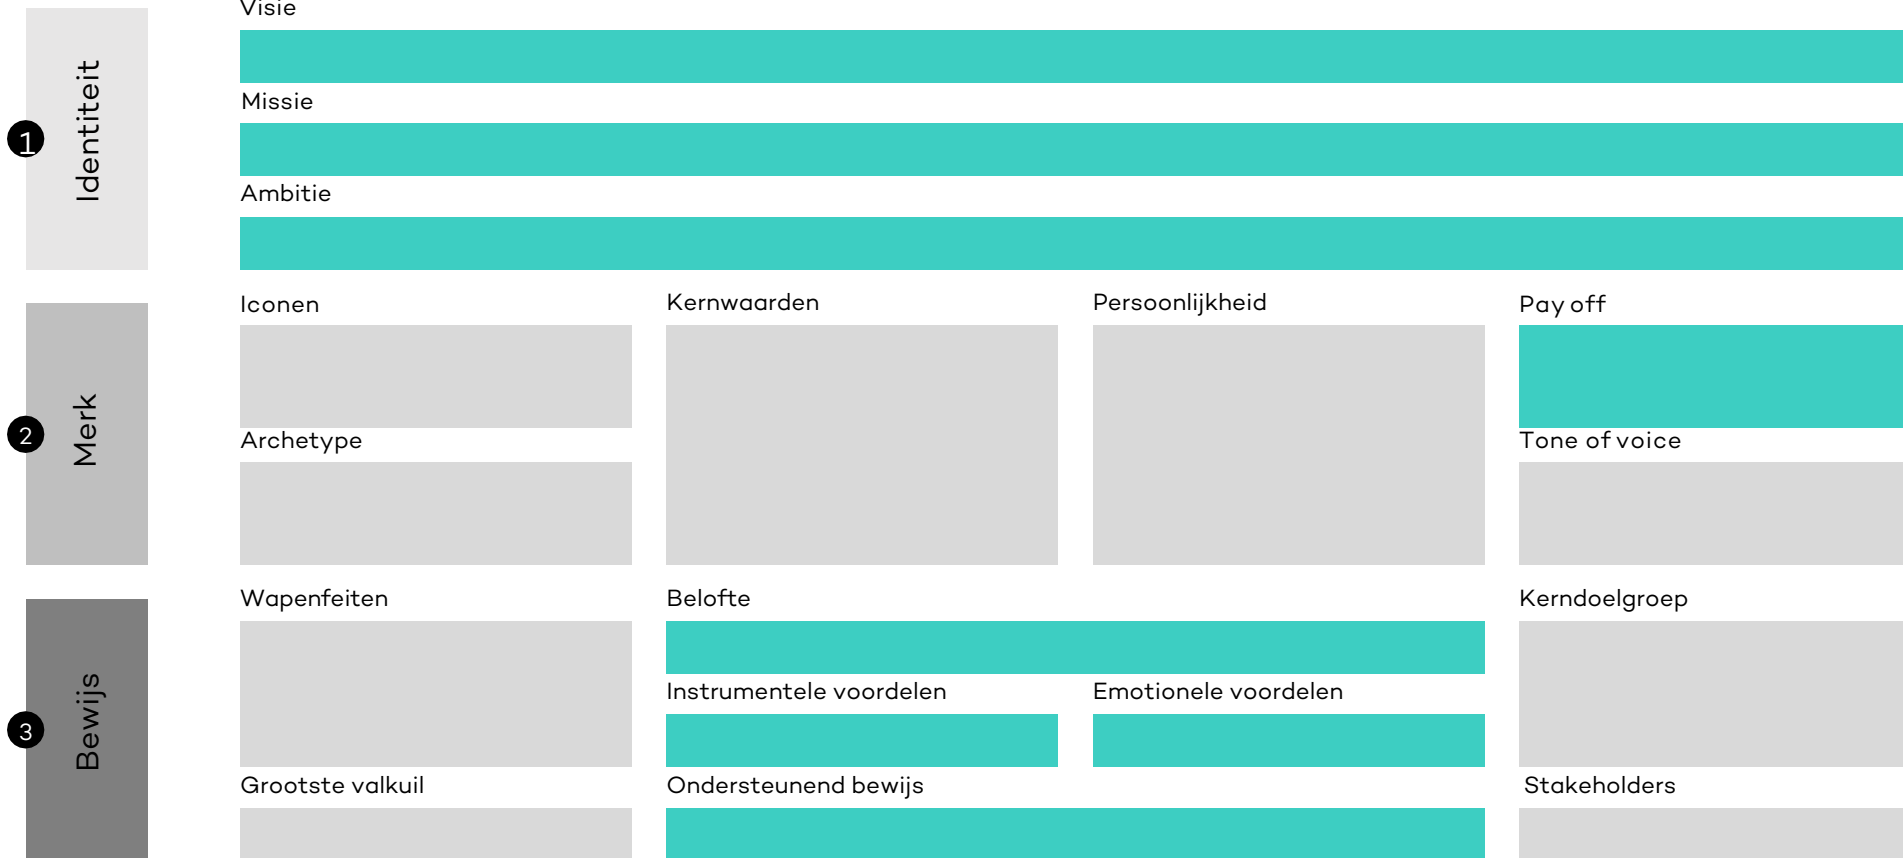 Visie
Missie
Ambitie
1
Identiteit
Iconen
Kernwaarden
Persoonlijkheid
Pay off
Archetype
Tone of voice
2
Merk
Wapenfeiten
Belofte
Kerndoelgroep
Instrumentele voordelen
Emotionele voordelen
3
Bewijs
Grootste valkuil
Ondersteunend bewijs
Stakeholders